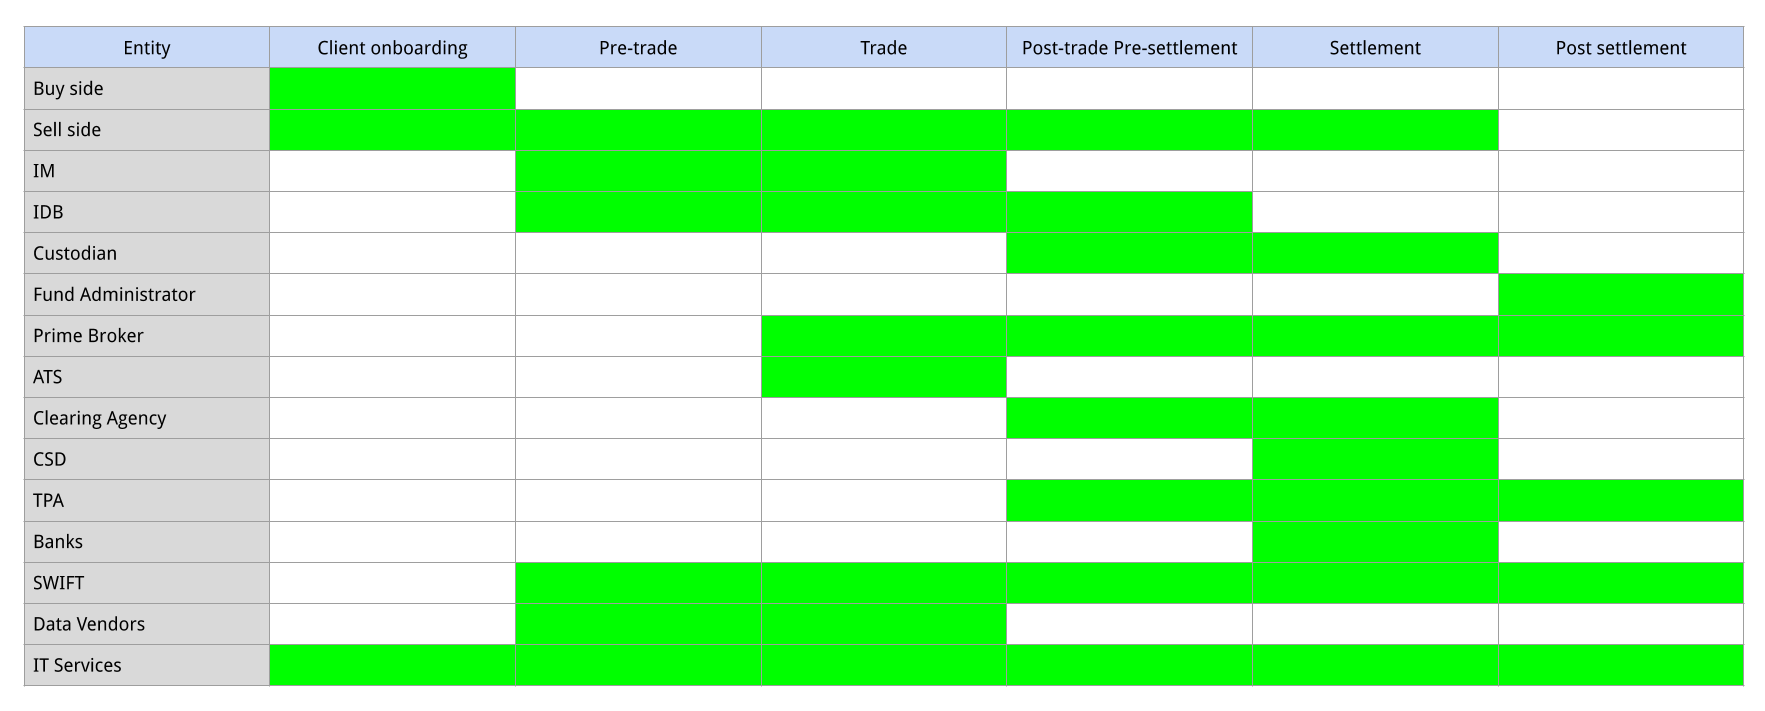 Entity Client onboarding Pre-trade Trade Post-trade Pre-settlement Settlement Post settlement
Buy side
Sell side
IM
IDB
Custodian
Fund Administrator
Prime Broker
ATS
Clearing Agency
CSD
TPA
Banks
SWIFT
Data Vendors
IT Services